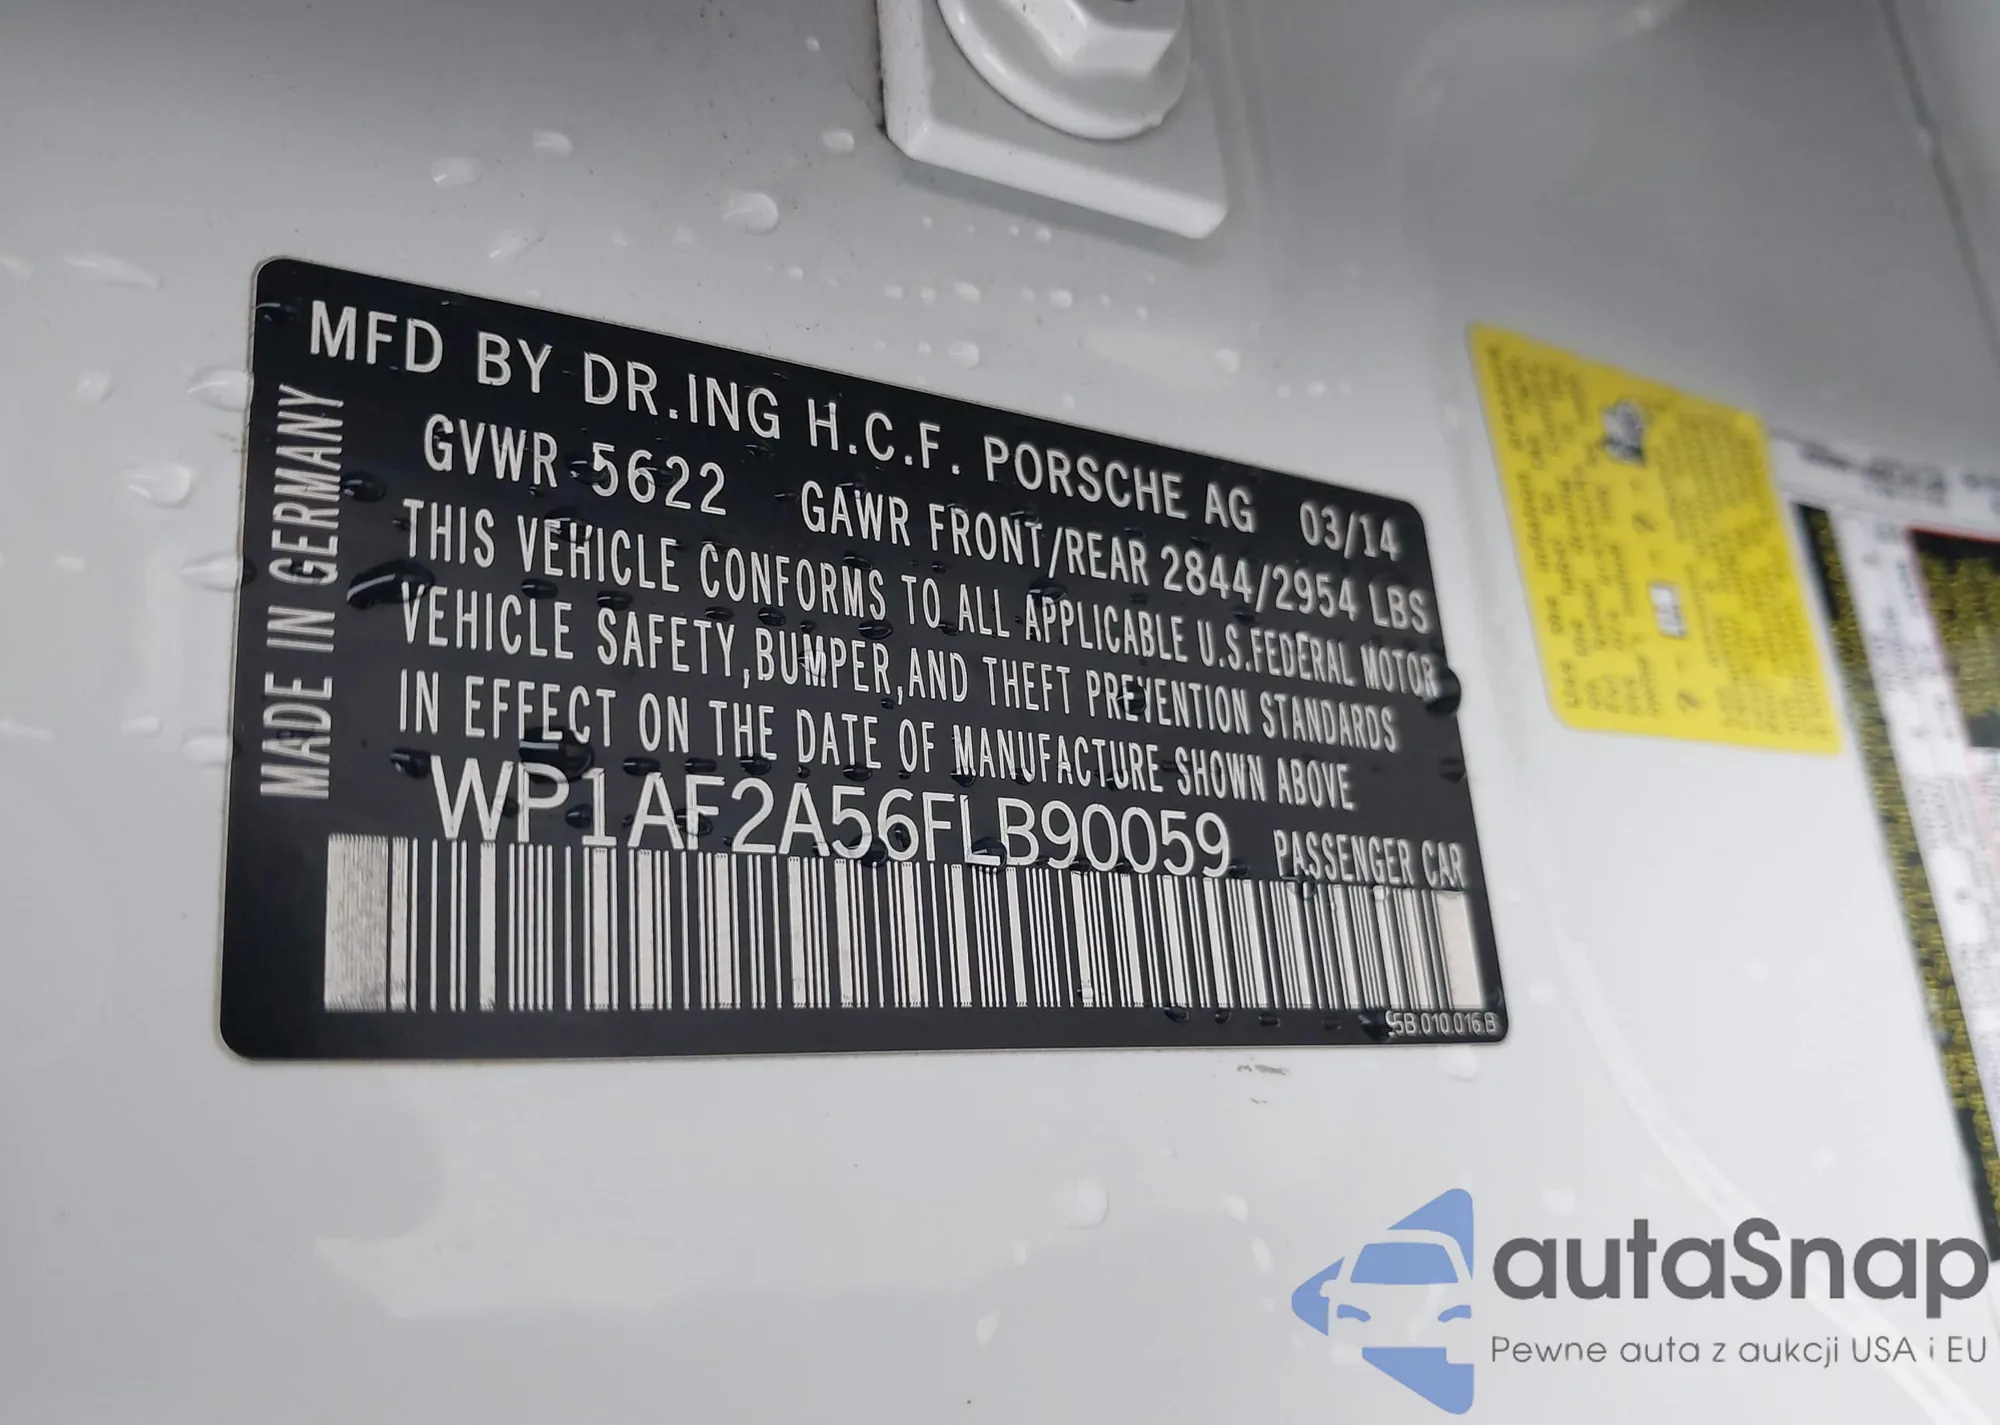 MFD BY DR.ING H.C.F. PORSCHE AG 03/14
GVWR 5622 GAWR FRONT/REAR 2844/2954 LBS
THIS VEHICLE CONFORMS TO ALL APPLICABLE U.S.FEDERAL MOTOR
VEHICLE SAFETY,BUMPER,AND THEFT PREVENTION STANDARDS
IN EFFECT ON THE DATE OF MANUFACTURE SHOWN ABOVE
WP1AF2A56FLB90059 PASSENGER CAR
MADE IN GERMANY
95B.010.016.B
autaSnap
Pewne auta z aukcji USA i EU